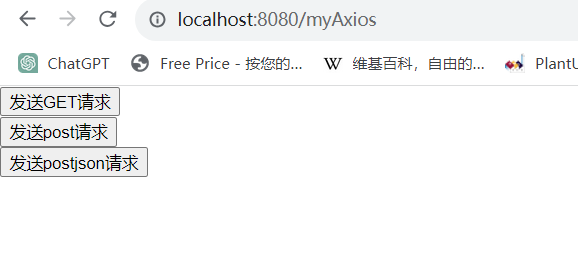 localhost:8080/myAxios
ChatGPT Free Price - 按您的... W 维基百科，自由的... PlantU
发送GET请求
发送post请求
发送postjson请求